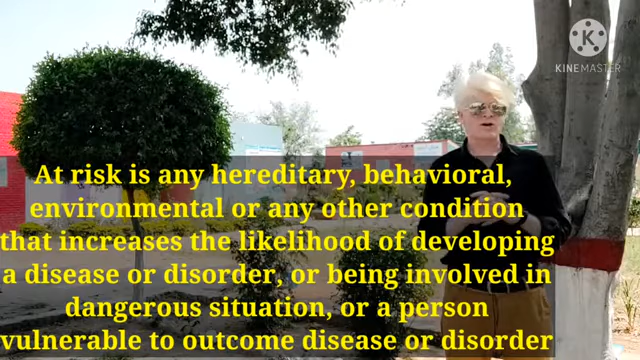 K
KINEMASTER
At risk is any hereditary, behavioral,
environmental or any other condition
that increases the likelihood of developing
a disease or disorder, or being involved in
dangerous situation, or a person
vulnerable to outcome disease or disorder